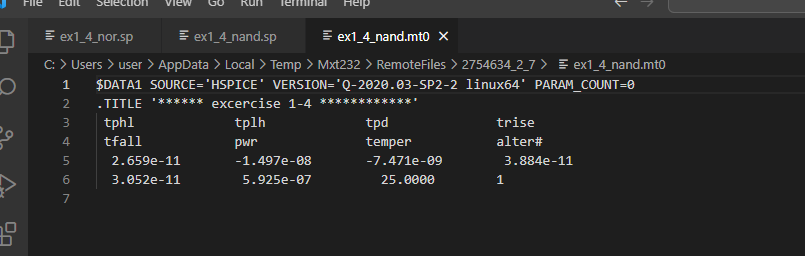 File Edit Selection View Go Run Terminal Help
ex1_4_nor.sp ex1_4_nand.sp ex1_4_nand.mt0
C: > Users > user > AppData > Local > Temp > Mxt232 > RemoteFiles > 2754634_2_7 > ex1_4_nand.mt0
1 $DATA1 SOURCE='HSPICE' VERSION='Q-2020.03-SP2-2 linux64' PARAM_COUNT=0
2 .TITLE '****** excercise 1-4 ************'
3 tphl tplh tpd trise
4 tfall pwr temper alter#
5 2.659e-11 -1.497e-08 -7.471e-09 3.884e-11
6 3.052e-11 5.925e-07 25.0000 1
7